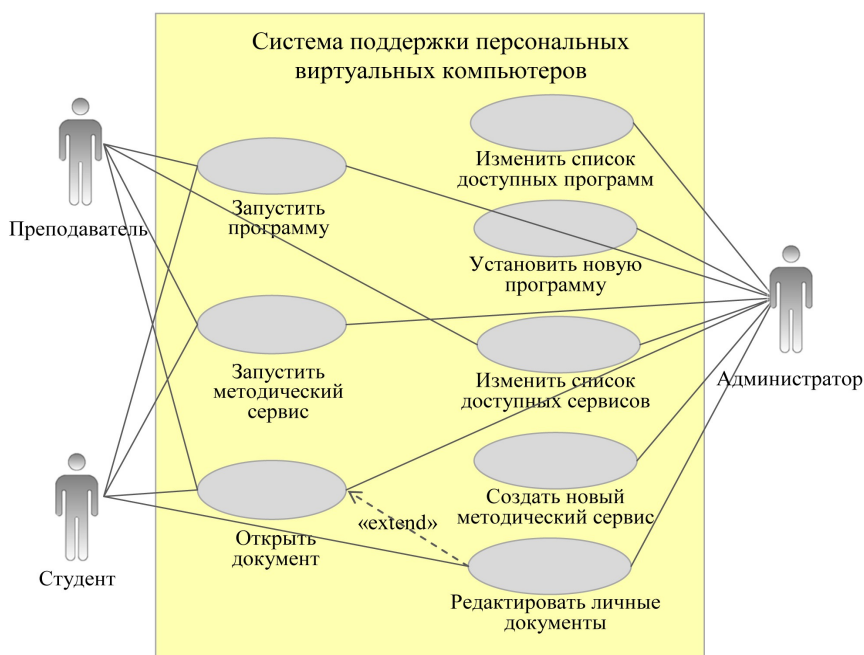 Система поддержки персональных
виртуальных компьютеров
Преподаватель
Студент
Администратор
Запустить
программу
Запустить
методический
сервис
Открыть
документ
«extend»
Изменить список
доступных программ
Установить новую
программу
Изменить список
доступных сервисов
Создать новый
методический сервис
Редактировать личные
документы